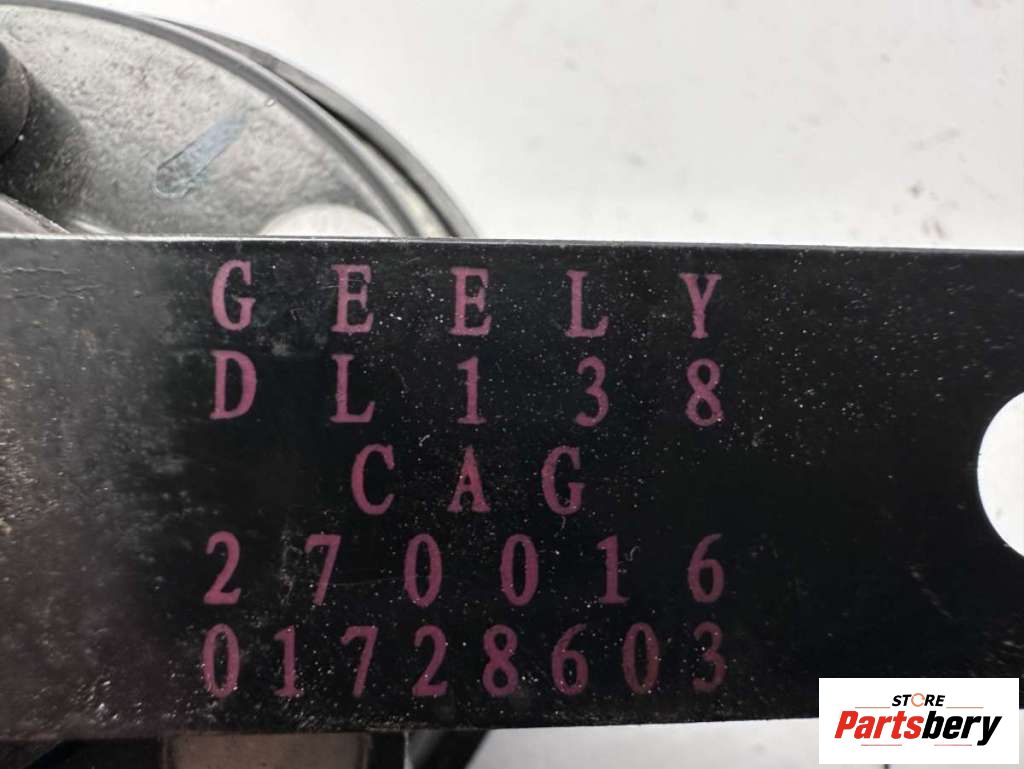 GEELY
DL138
CAG
270016
01728603
STORE
Partsbery